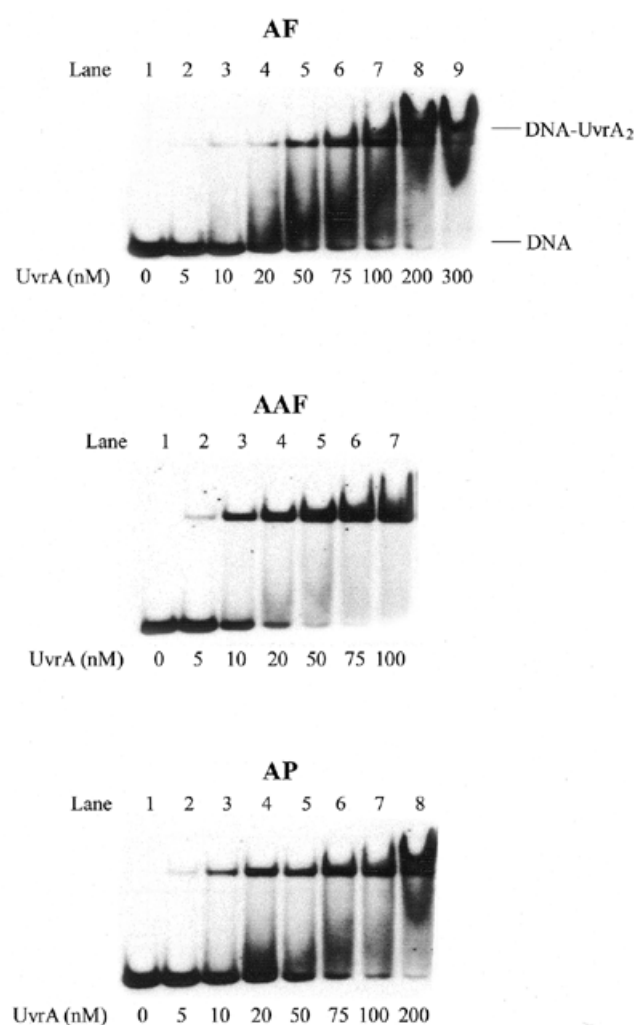 AF
Lane 1 2 3 4 5 6 7 8 9
DNA-UvrA₂
DNA
UvrA (nM) 0 5 10 20 50 75 100 200 300
AAF
Lane 1 2 3 4 5 6 7
UvrA (nM) 0 5 10 20 50 75 100
AP
Lane 1 2 3 4 5 6 7 8
UvrA (nM) 0 5 10 20 50 75 100 200